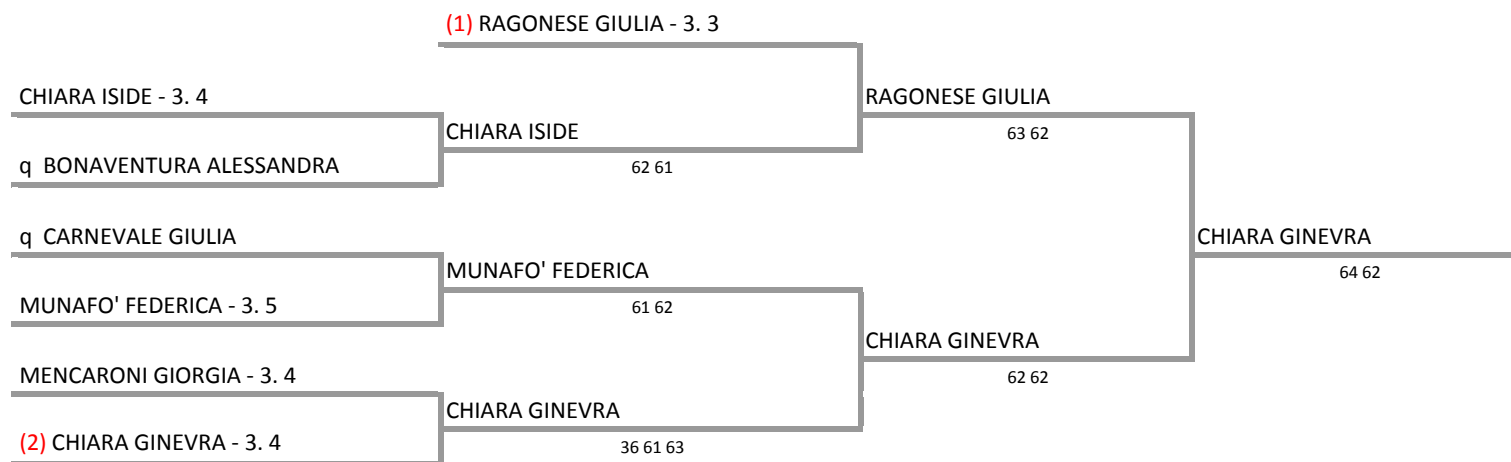 (1) RAGONESE GIULIA - 3. 3
CHIARA ISIDE - 3. 4
RAGONESE GIULIA
CHIARA ISIDE
63 62
q BONAVENTURA ALESSANDRA
62 61
q CARNEVALE GIULIA
CHIARA GINEVRA
MUNAFO' FEDERICA
64 62
MUNAFO' FEDERICA - 3. 5
61 62
CHIARA GINEVRA
MENCARONI GIORGIA - 3. 4
62 62
CHIARA GINEVRA
(2) CHIARA GINEVRA - 3. 4
36 61 63